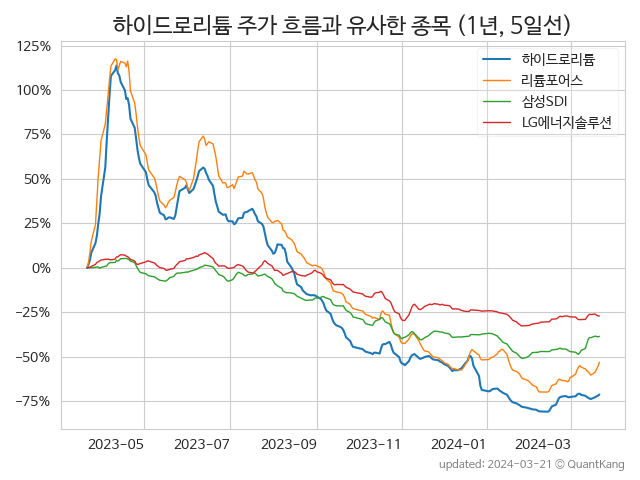 하이드로리튬 주가 흐름과 유사한 종목 (1년, 5일선)
하이드로리튬
리튬포어스
삼성SDI
LG에너지솔루션
125%
100%
75%
50%
25%
0%
−25%
−50%
−75%
2023-05 2023-07 2023-09 2023-11 2024-01 2024-03
updated: 2024-03-21 © QuantKang